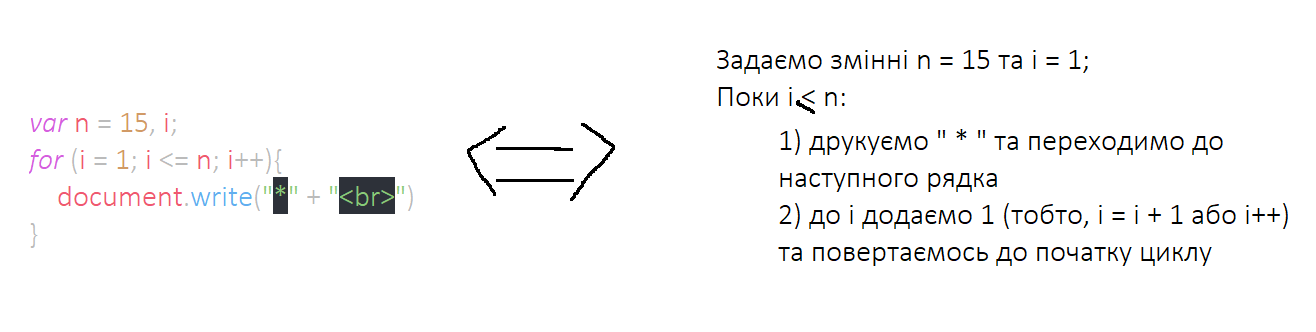 var n = 15, i;
for (i = 1; i <= n; i++){
document.write("*" + "<br>")
}
Задаємо змінні n = 15 та i = 1;
Поки i ≤ n:
1) друкуємо " * " та переходимо до
наступного рядка
2) до i додаємо 1 (тобто, i = i + 1 або i++)
та повертаємось до початку циклу